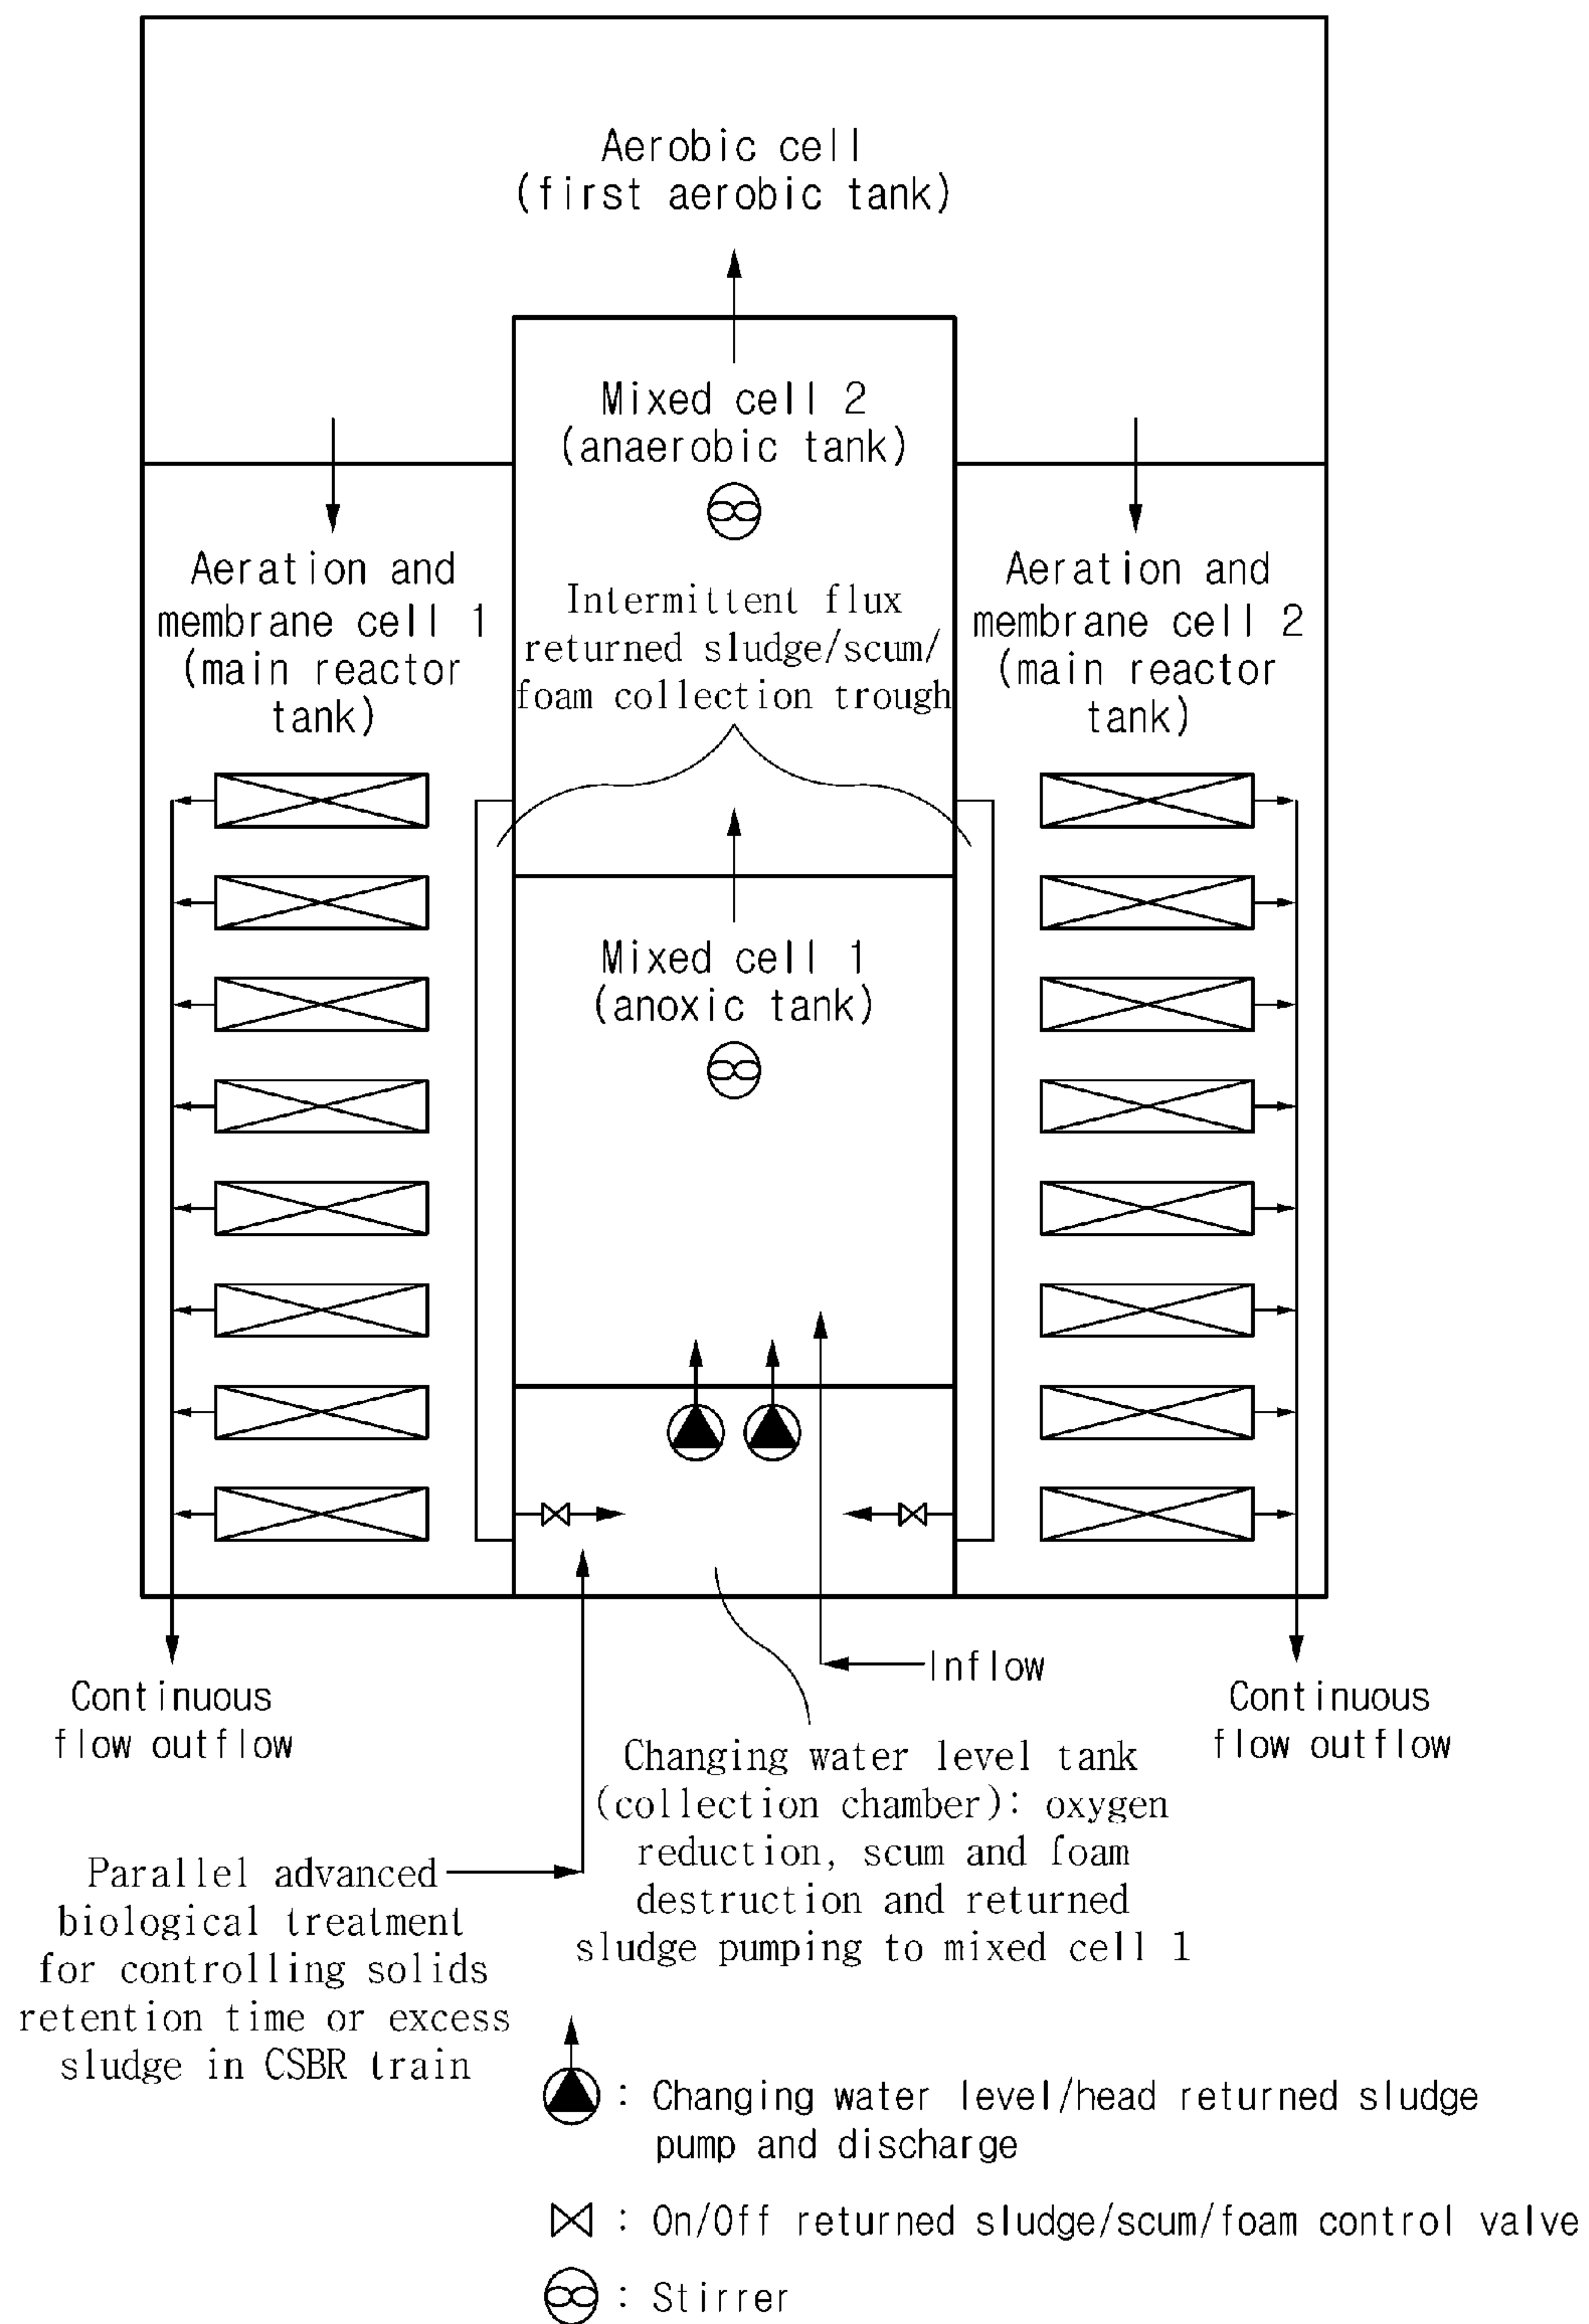 Aerobic cell
(first aerobic tank)
Mixed cell 2
(anaerobic tank)
Aeration and
membrane cell 1
(main reactor
tank)
Intermittent flux
returned sludge/scum/
foam collection trough
Aeration and
membrane cell 2
(main reactor
tank)
Mixed cell 1
(anoxic tank)
Inflow
Continuous
flow outflow
Continuous
flow outflow
Changing water level tank
(collection chamber): oxygen
reduction, scum and foam
destruction and returned
sludge pumping to mixed cell 1
Parallel advanced
biological treatment
for controlling solids
retention time or excess
sludge in CSBR train
: Changing water level/head returned sludge
pump and discharge
: On/Off returned sludge/scum/foam control valve
: Stirrer